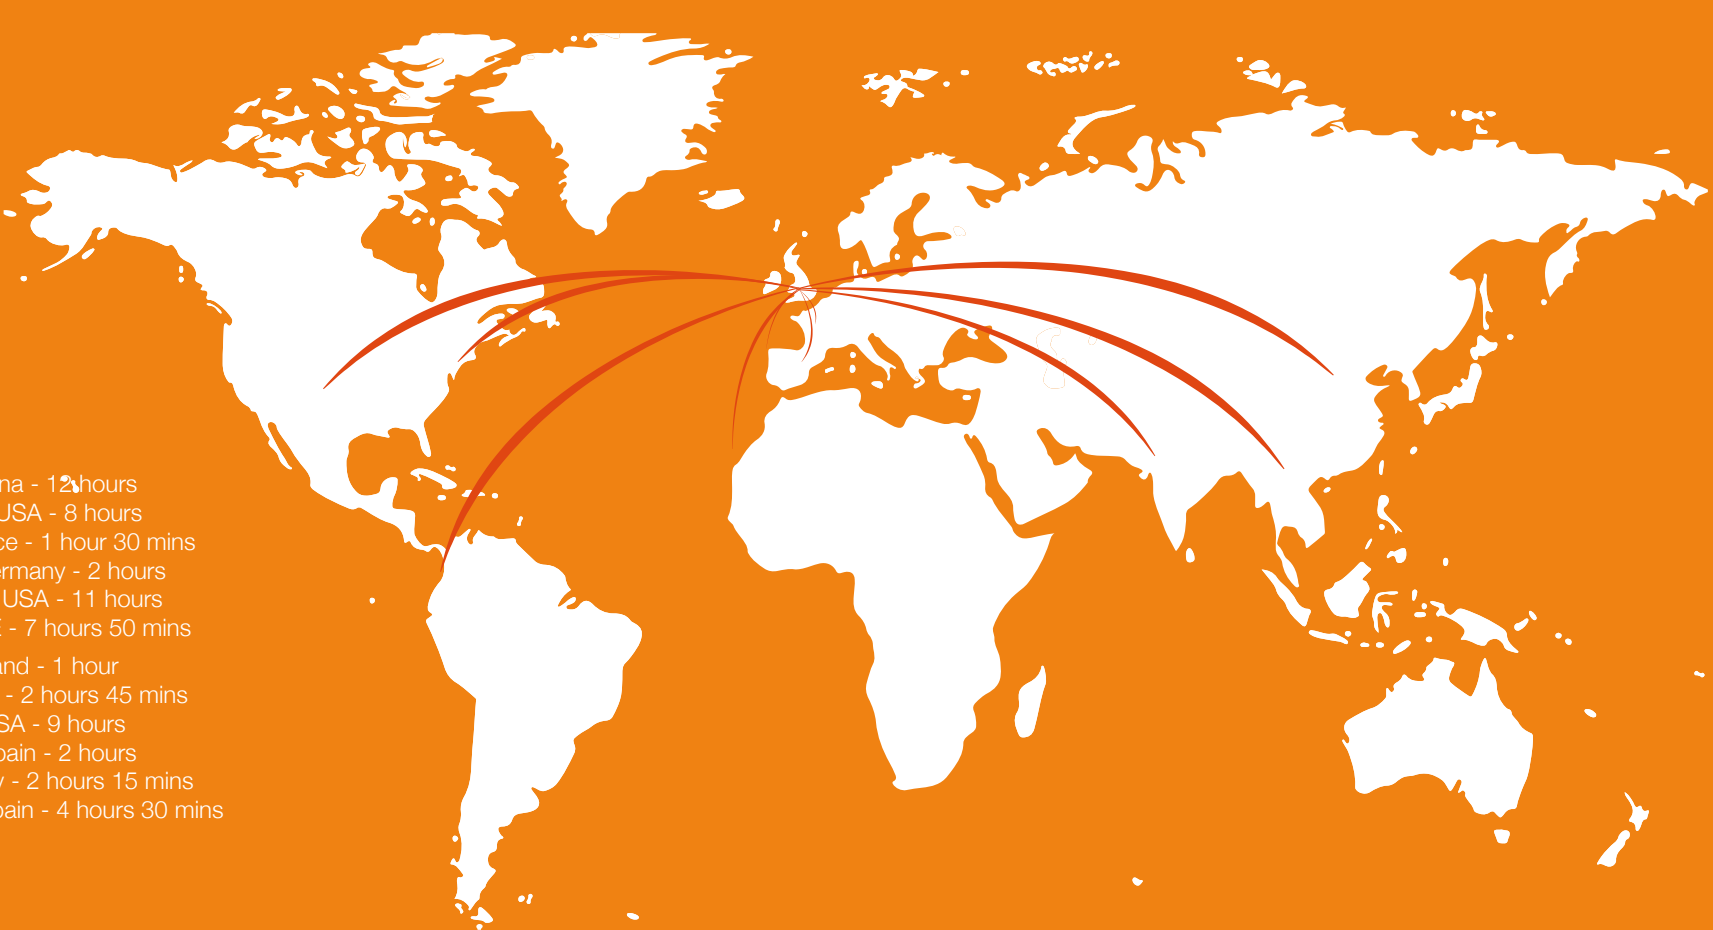 na - 12 hours
USA - 8 hours
ce - 1 hour 30 mins
ermany - 2 hours
USA - 11 hours
E - 7 hours 50 mins
and - 1 hour
- 2 hours 45 mins
SA - 9 hours
pain - 2 hours
y - 2 hours 15 mins
pain - 4 hours 30 mins